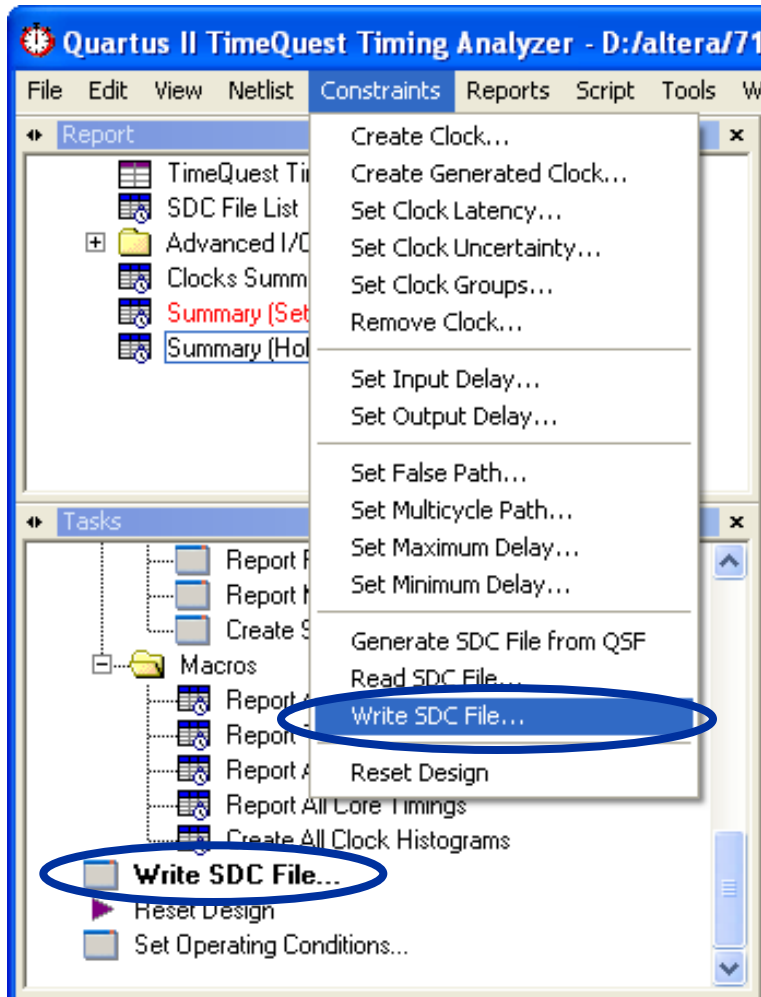 Quartus II TimeQuest Timing Analyzer - D:/altera/71
File Edit View Netlist Constraints Reports Script Tools W
Report
TimeQuest Ti
SDC File List
Advanced I/O
Clocks Summ
Summary (Set
Summary (Hol
Create Clock...
Create Generated Clock...
Set Clock Latency...
Set Clock Uncertainty...
Set Clock Groups...
Remove Clock...
Set Input Delay...
Set Output Delay...
Set False Path...
Set Multicycle Path...
Set Maximum Delay...
Set Minimum Delay...
Generate SDC File from QSF
Read SDC File...
Write SDC File...
Reset Design
Tasks
Report
Report
Create S
Macros
Report A
Report
Report A
Report All Core Timings
Create All Clock Histograms
Write SDC File...
Reset Design
Set Operating Conditions...